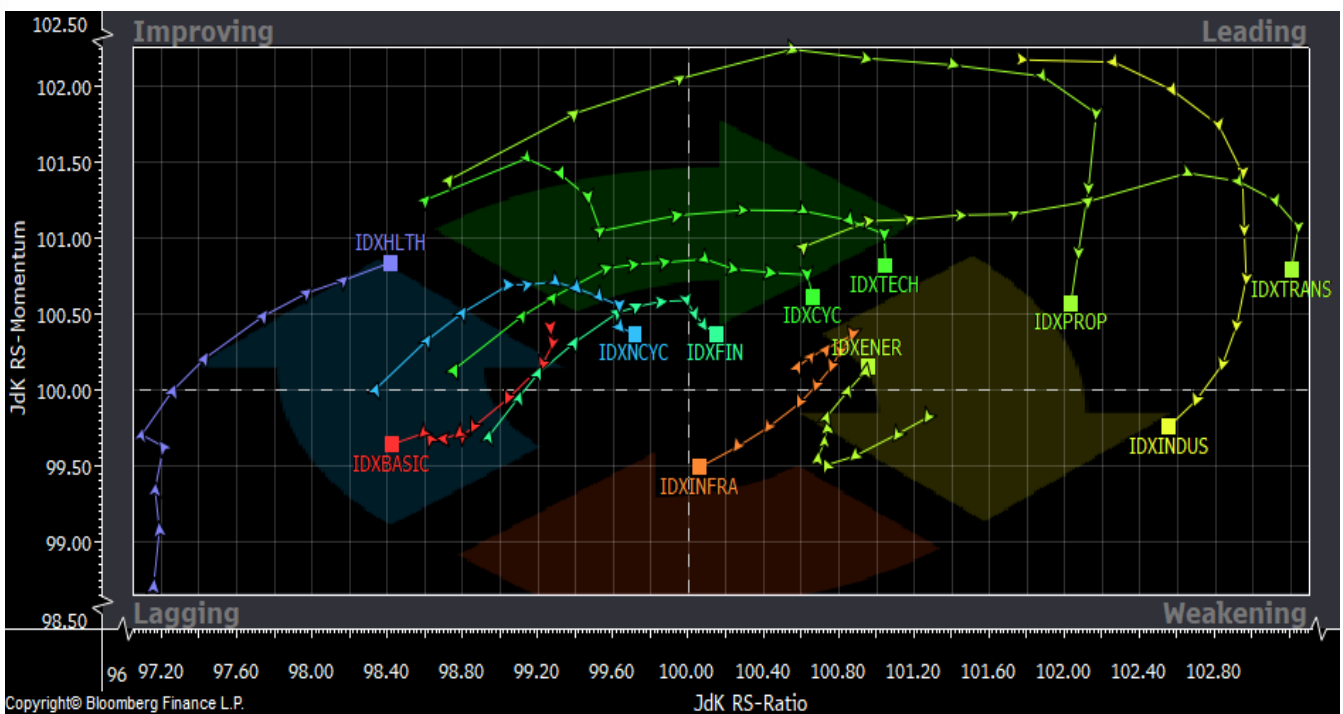 102.50
Improving
Leading
102.00
101.50
101.00
IDXHLTH
IDXTECH
IDXTRANS
IDXCYC
IDXPROP
100.50
IDXNCYC
IDXFIN
IDXENER
100.00
JdK RS-Momentum
IDXBASIC
IDXINDUS
99.50
IDXINFRA
99.00
98.50
Lagging
Weakening
96
97.20
97.60
98.00
98.40
98.80
99.20
99.60
100.00
100.40
100.80
101.20
101.60
102.00
102.40
102.80
Copyright© Bloomberg Finance L.P.
JdK RS-Ratio